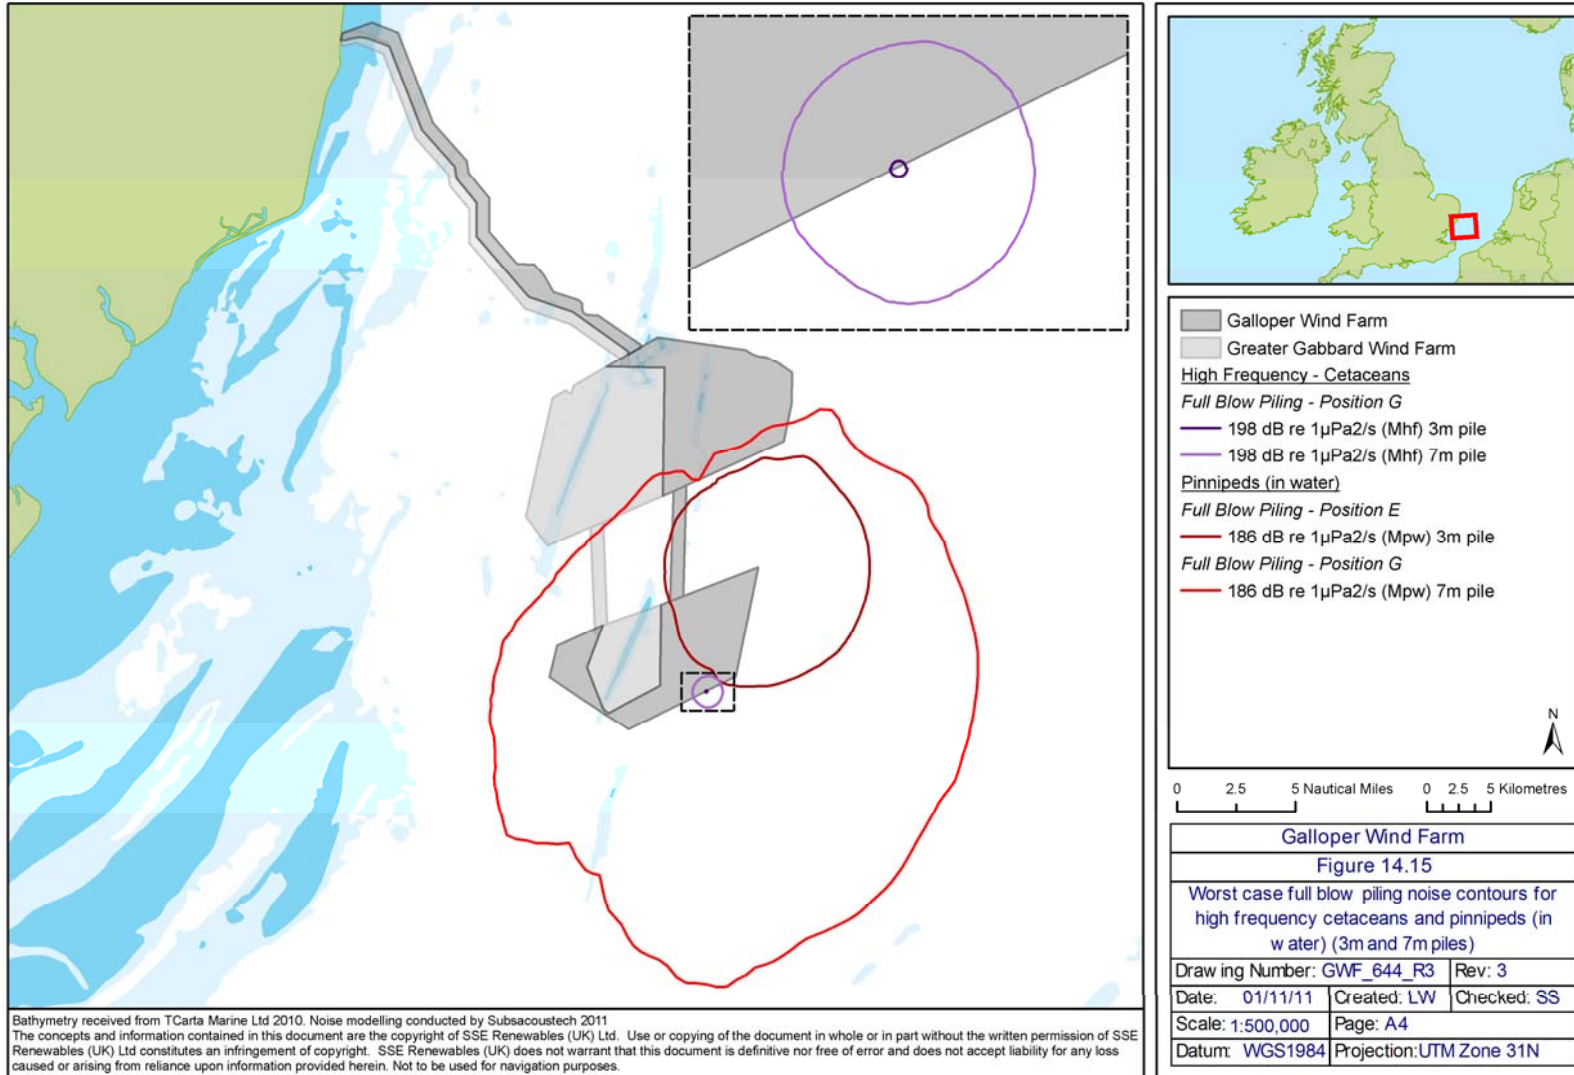 Galloper Wind Farm
Greater Gabbard Wind Farm
High Frequency - Cetaceans
Full Blow Piling - Position G
198 dB re 1µPa2/s (Mhf) 3m pile
198 dB re 1µPa2/s (Mhf) 7m pile
Pinnipeds (in water)
Full Blow Piling - Position E
186 dB re 1µPa2/s (Mpw) 3m pile
Full Blow Piling - Position G
186 dB re 1µPa2/s (Mpw) 7m pile
N
0 2.5 5 Nautical Miles 0 2.5 5 Kilometres
Galloper Wind Farm
Figure 14.15
Worst case full blow piling noise contours for
high frequency cetaceans and pinnipeds (in
water) (3m and 7m piles)
Drawing Number: GWF_644_R3 Rev: 3
Date: 01/11/11 Created: LW Checked: SS
Scale: 1:500,000 Page: A4
Datum: WGS1984 Projection: UTM Zone 31N
Bathymetry received from TCarta Marine Ltd 2010. Noise modelling conducted by Subsacoustech 2011
The concepts and information contained in this document are the copyright of SSE Renewables (UK) Ltd. Use or copying of the document in whole or in part without the written permission of SSE
Renewables (UK) Ltd constitutes an infringement of copyright. SSE Renewables (UK) does not warrant that this document is definitive nor free of error and does not accept liability for any loss
caused or arising from reliance upon information provided herein. Not to be used for navigation purposes.